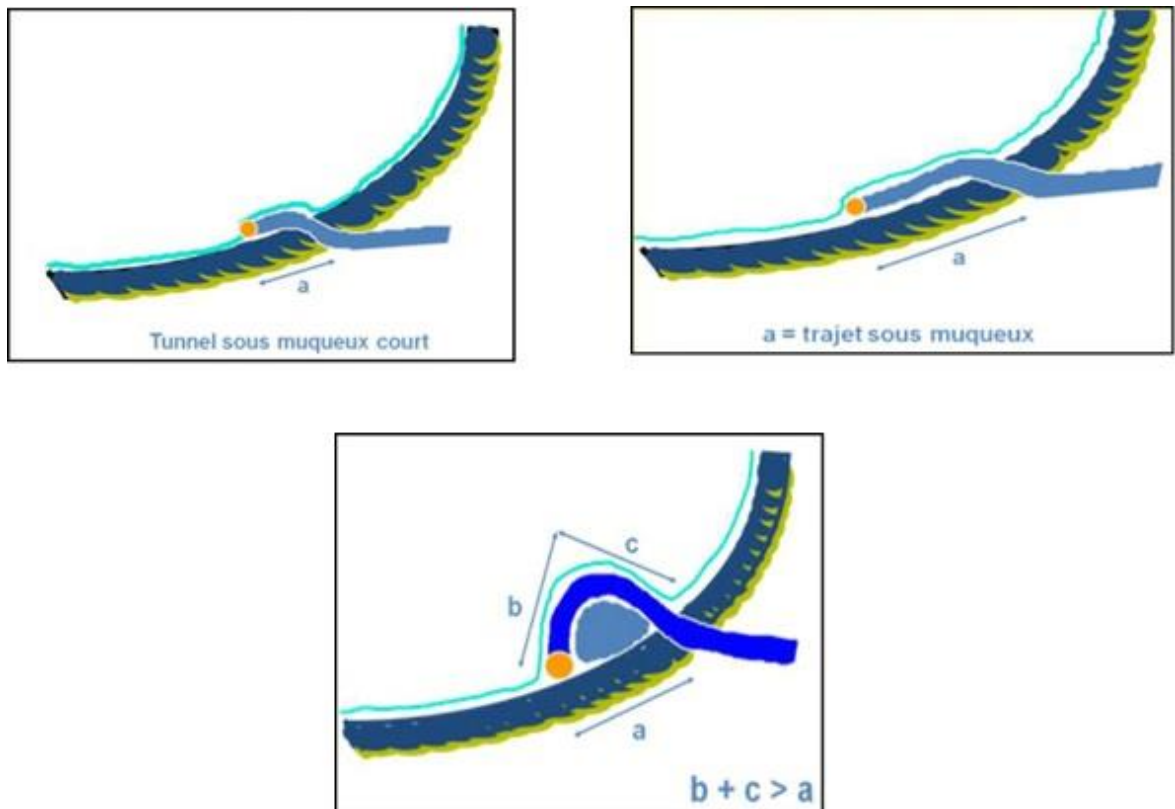 a
Tunnel sous muqueux court
a
a = trajet sous muqueux
c
b
a
b + c > a